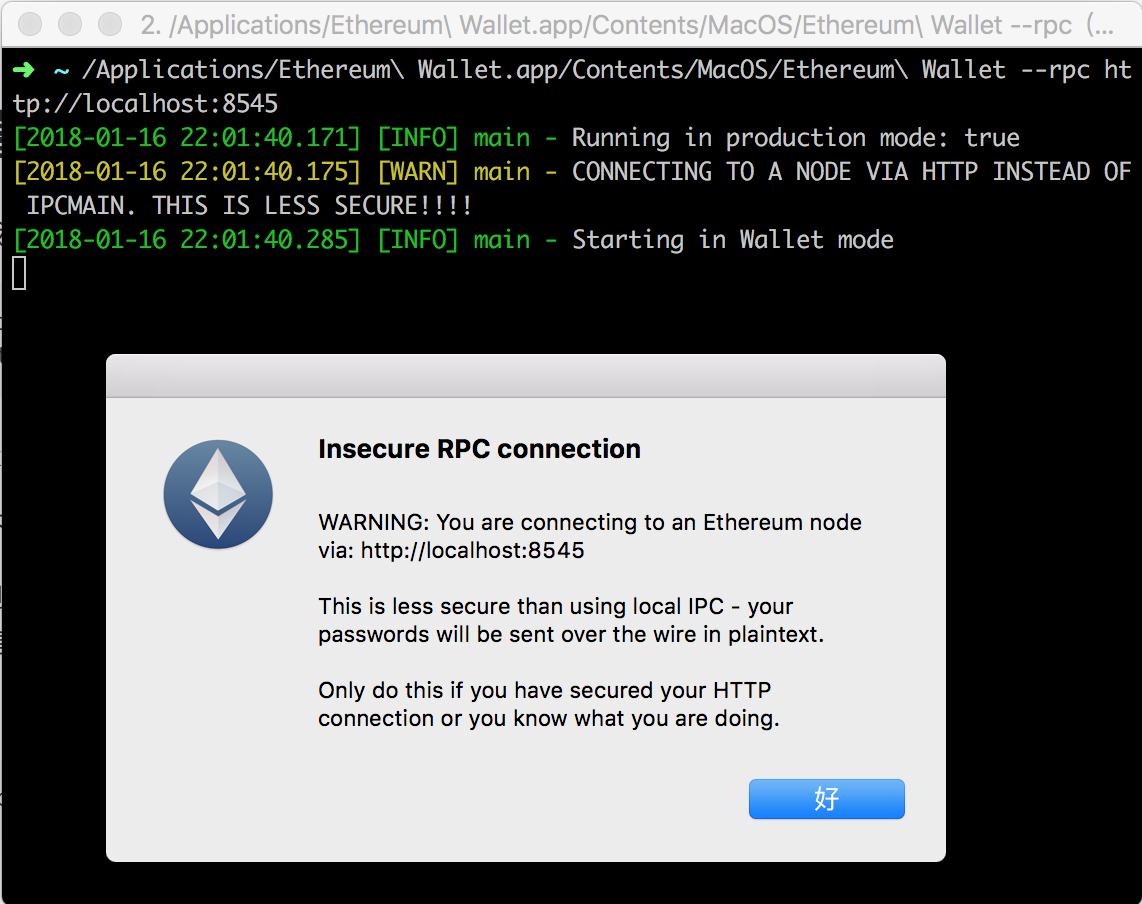 2. /Applications/Ethereum\ Wallet.app/Contents/MacOS/Ethereum\ Wallet --rpc (...
➜ ~ /Applications/Ethereum\ Wallet.app/Contents/MacOS/Ethereum\ Wallet --rpc ht
tp://localhost:8545
[2018-01-16 22:01:40.171] [INFO] main - Running in production mode: true
[2018-01-16 22:01:40.175] [WARN] main - CONNECTING TO A NODE VIA HTTP INSTEAD OF
IPCMAIN. THIS IS LESS SECURE!!!!
[2018-01-16 22:01:40.285] [INFO] main - Starting in Wallet mode
Insecure RPC connection
WARNING: You are connecting to an Ethereum node
via: http://localhost:8545
This is less secure than using local IPC - your
passwords will be sent over the wire in plaintext.
Only do this if you have secured your HTTP
connection or you know what you are doing.
好